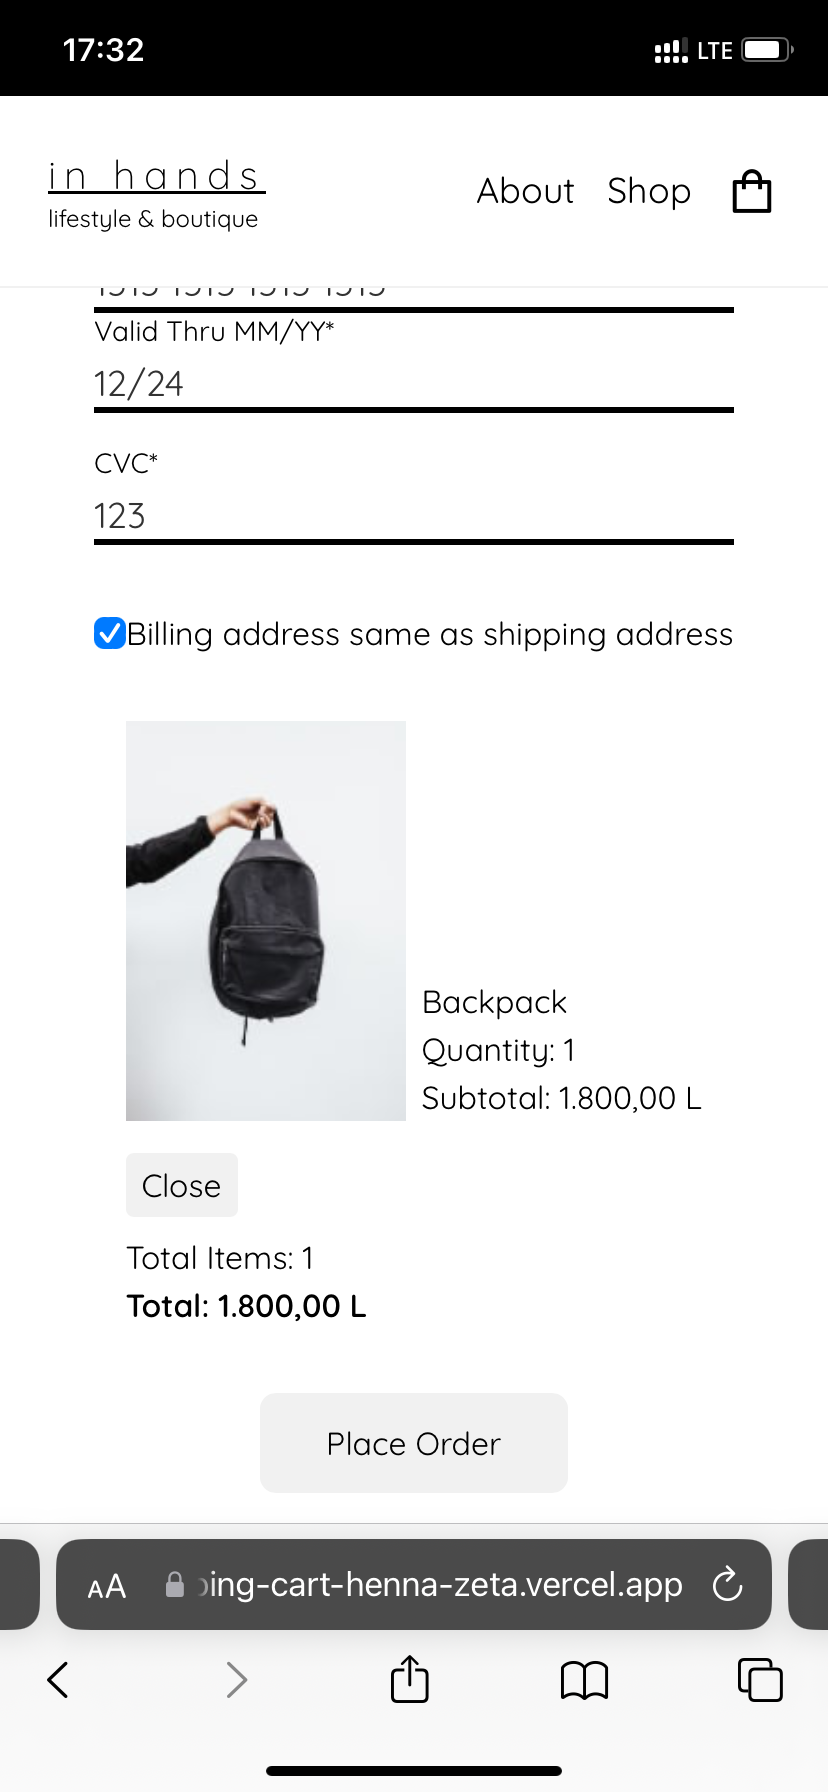 17:32
LTE
in hands
lifestyle & boutique
About Shop
Valid Thru MM/YY*
12/24
CVC*
123
Billing address same as shipping address
Backpack
Quantity: 1
Subtotal: 1.800,00 L
Close
Total Items: 1
Total: 1.800,00 L
Place Order
AA
ing-cart-henna-zeta.vercel.app